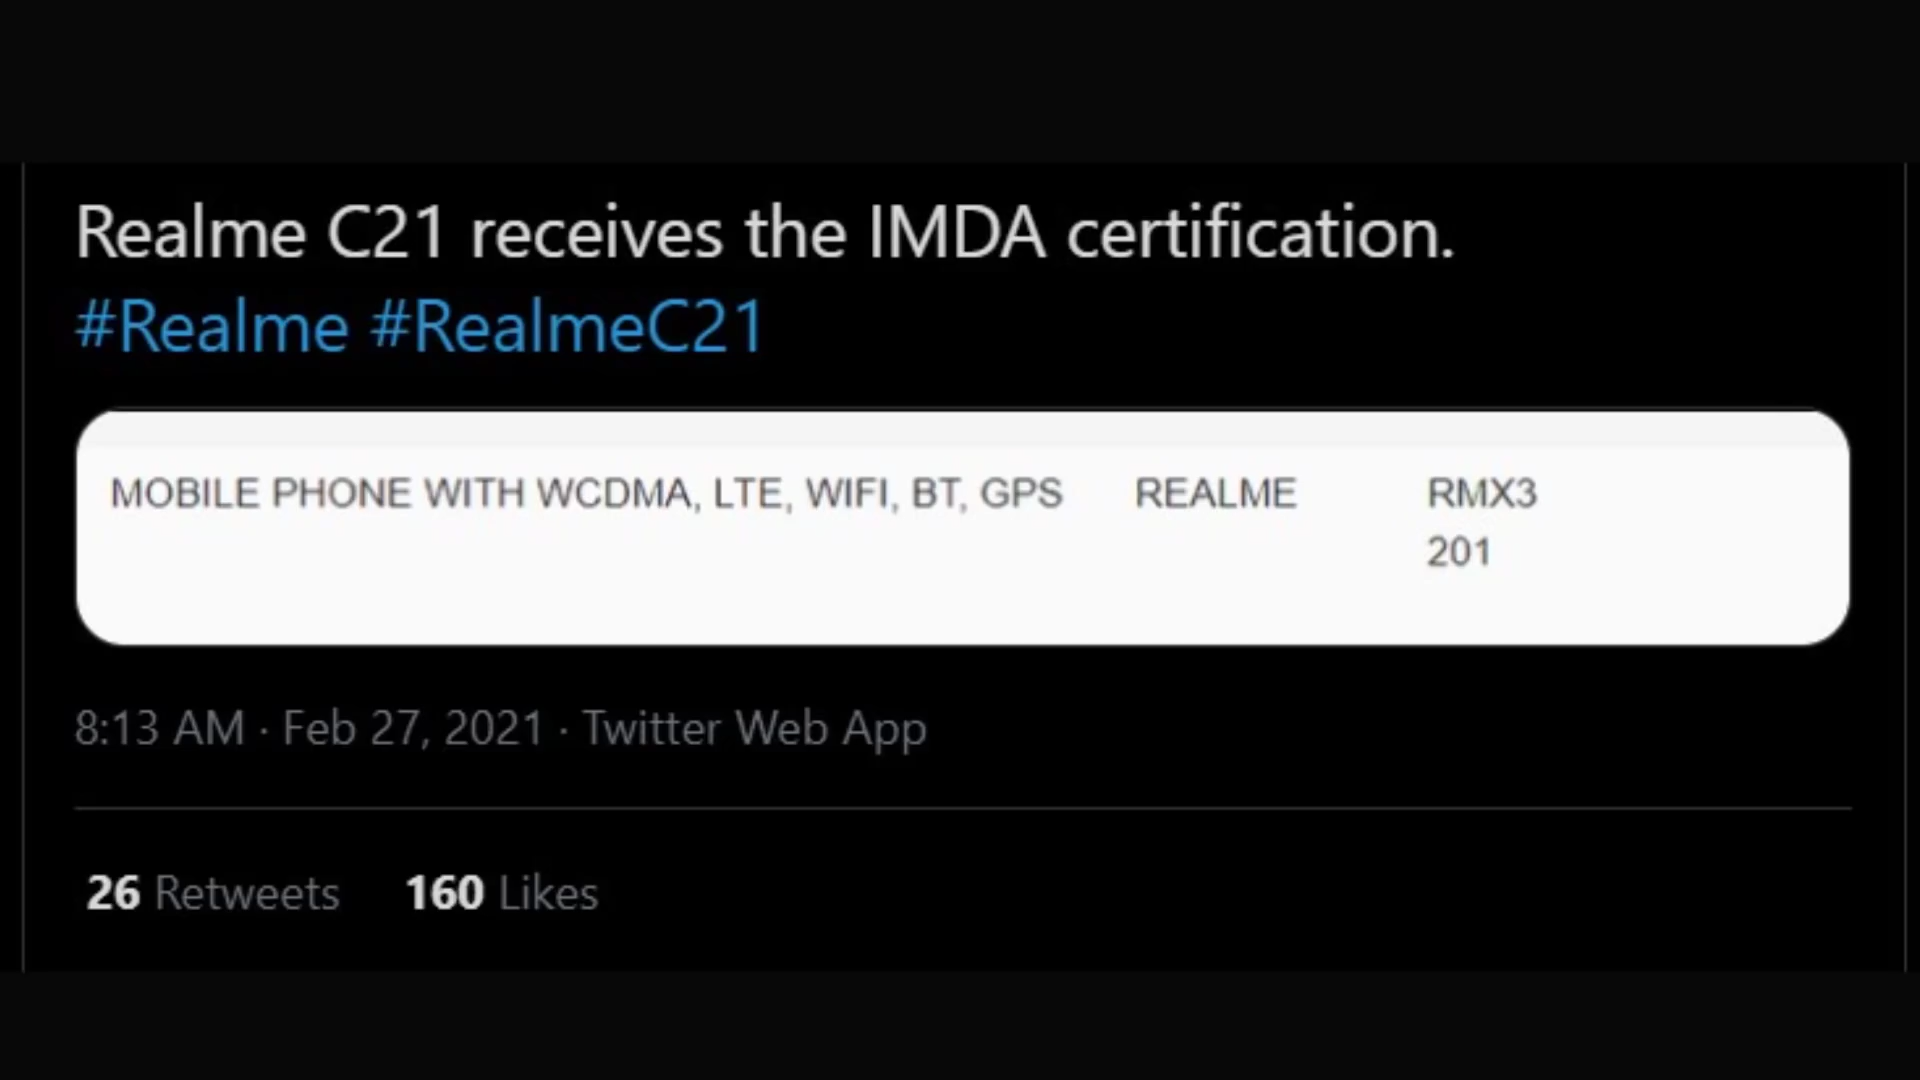 Realme C21 receives the IMDA certification.
#Realme #RealmeC21
MOBILE PHONE WITH WCDMA, LTE, WIFI, BT, GPS REALME RMX3
201
8:13 AM · Feb 27, 2021 · Twitter Web App
26 Retweets 160 Likes